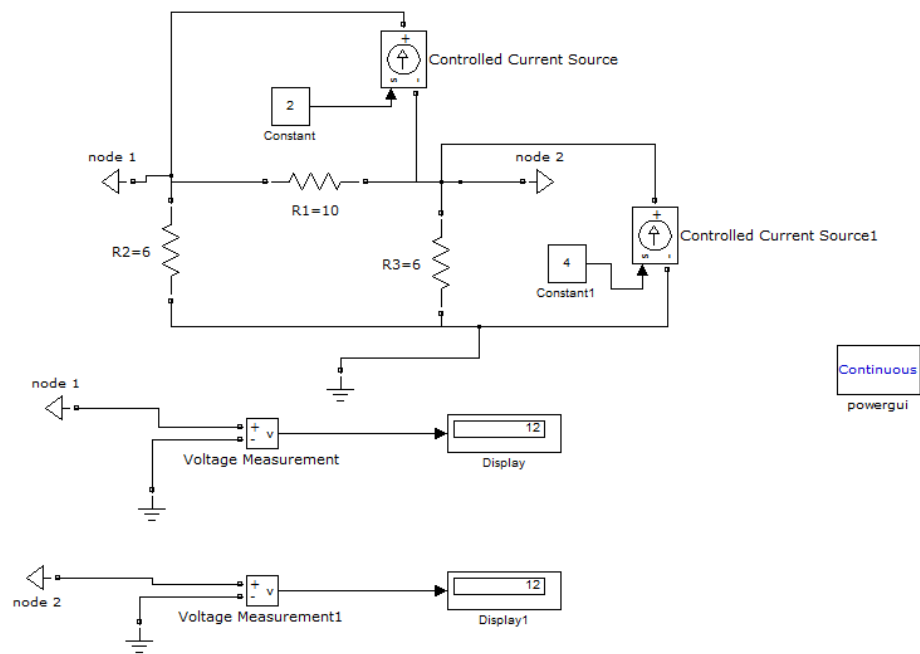 +
Controlled Current Source
s
-
2
Constant
node 1
node 2
R1=10
+
Controlled Current Source1
s
-
R2=6
R3=6
4
Constant1
Continuous
powergui
node 1
+
-
v
12
Voltage Measurement
Display
node 2
+
-
v
12
Voltage Measurement1
Display1